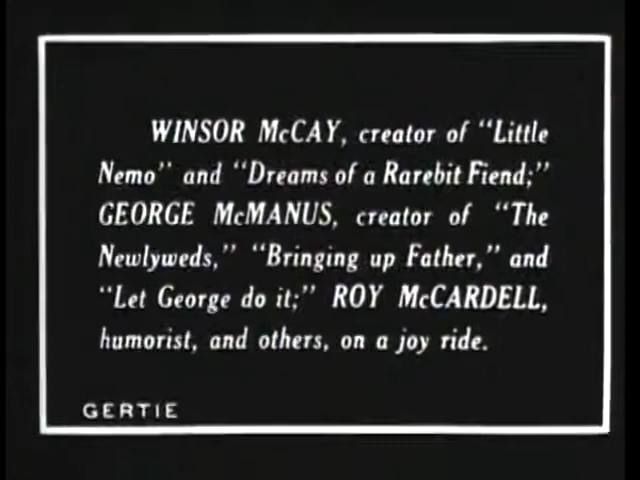 WINSOR McCAY, creator of "Little
Nemo" and "Dreams of a Rarebit Fiend;"
GEORGE McMANUS, creator of "The
Newlyweds," "Bringing up Father," and
"Let George do it;" ROY McCARDELL,
humorist, and others, on a joy ride.
GERTIE